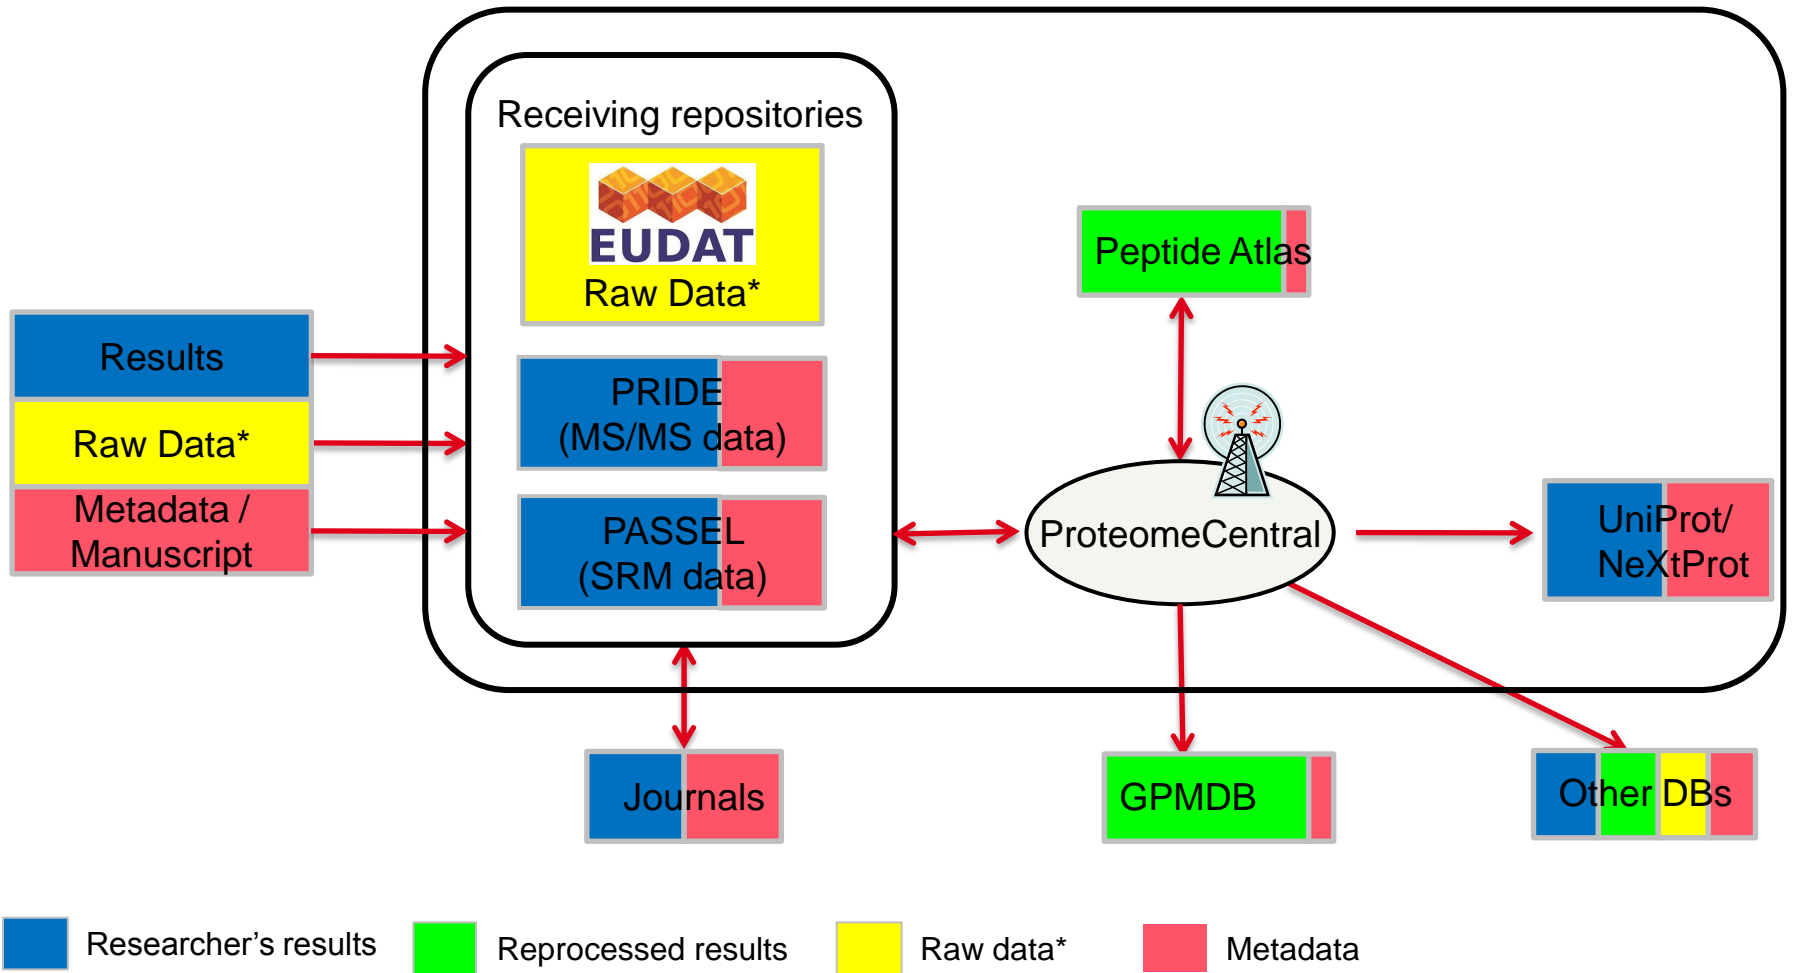 Receiving repositories
EUDAT
Raw Data*
Results
Raw Data*
Metadata /
Manuscript
PRIDE
(MS/MS data)
PASSEL
(SRM data)
Peptide Atlas
ProteomeCentral
UniProt/
NeXtProt
Journals
GPMDB
Other DBs
Researcher’s results
Reprocessed results
Raw data*
Metadata